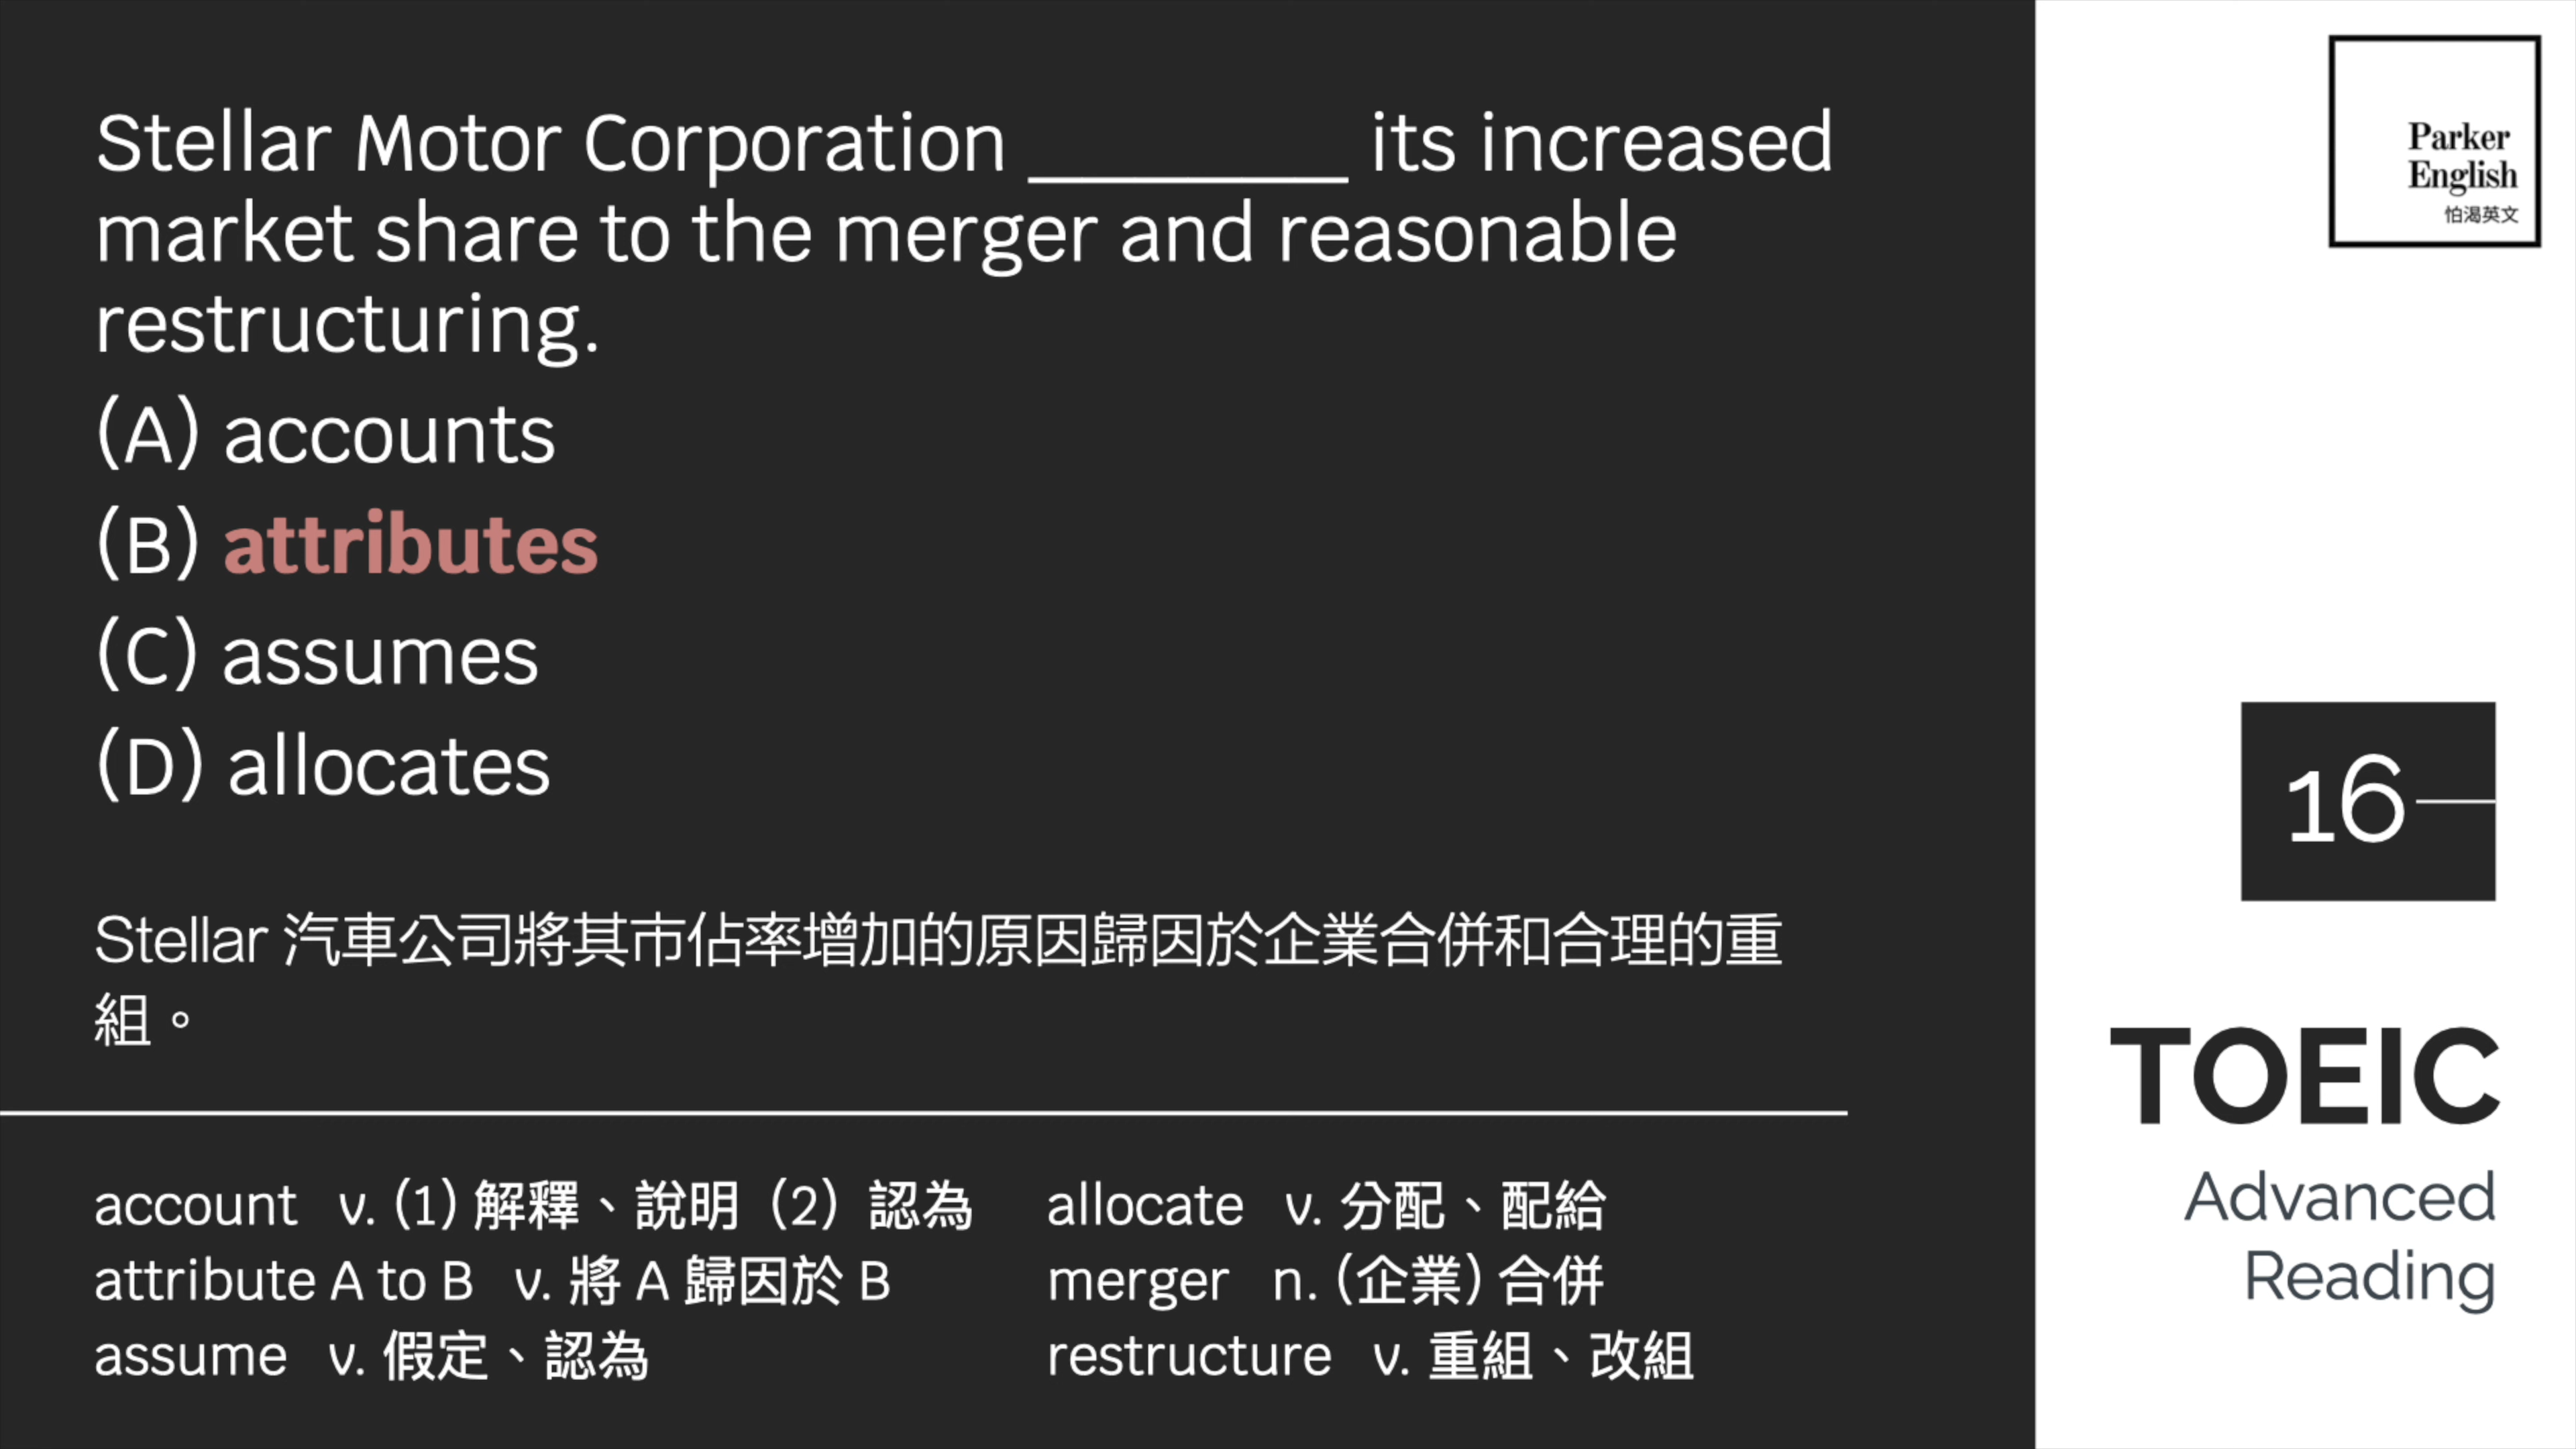 Stellar Motor Corporation ________ its increased
market share to the merger and reasonable
restructuring.
(A) accounts
(B) attributes
(C) assumes
(D) allocates
Stellar 汽車公司將其市佔率增加的原因歸因於企業合併和合理的重
組。
account v. (1) 解釋、說明（2）認為
attribute A to B v. 將 A 歸因於 B
assume v. 假定、認為
allocate v. 分配、配給
merger n. (企業) 合併
restructure v. 重組、改組
Parker
English
怕渴英文
16
TOEIC
Advanced
Reading